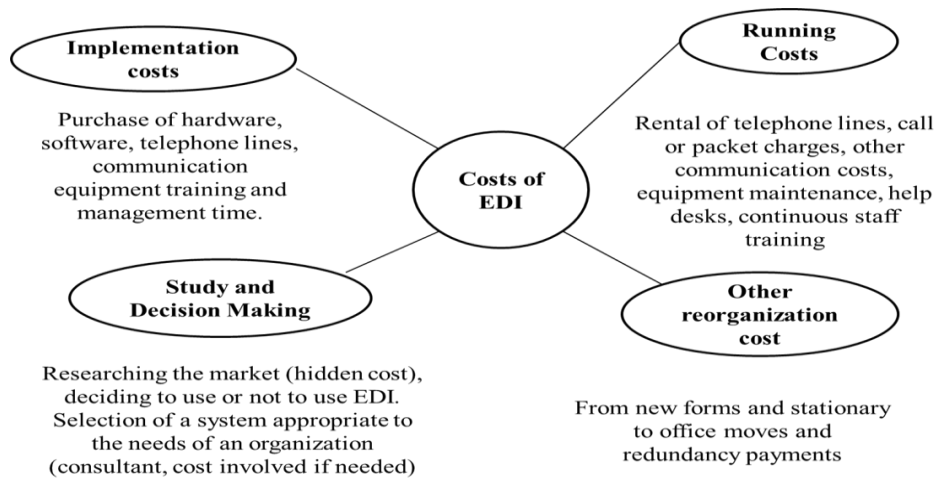 Implementation
costs
Purchase of hardware,
software, telephone lines,
communication
equipment training and
management time.
Running
Costs
Rental of telephone lines, call
or packet charges, other
communication costs,
equipment maintenance, help
desks, continuous staff
training
Costs of
EDI
Study and
Decision Making
Researching the market (hidden cost),
deciding to use or not to use EDI.
Selection of a system appropriate to
the needs of an organization
(consultant, cost involved if needed)
Other
reorganization
cost
From new forms and stationary
to office moves and
redundancy payments